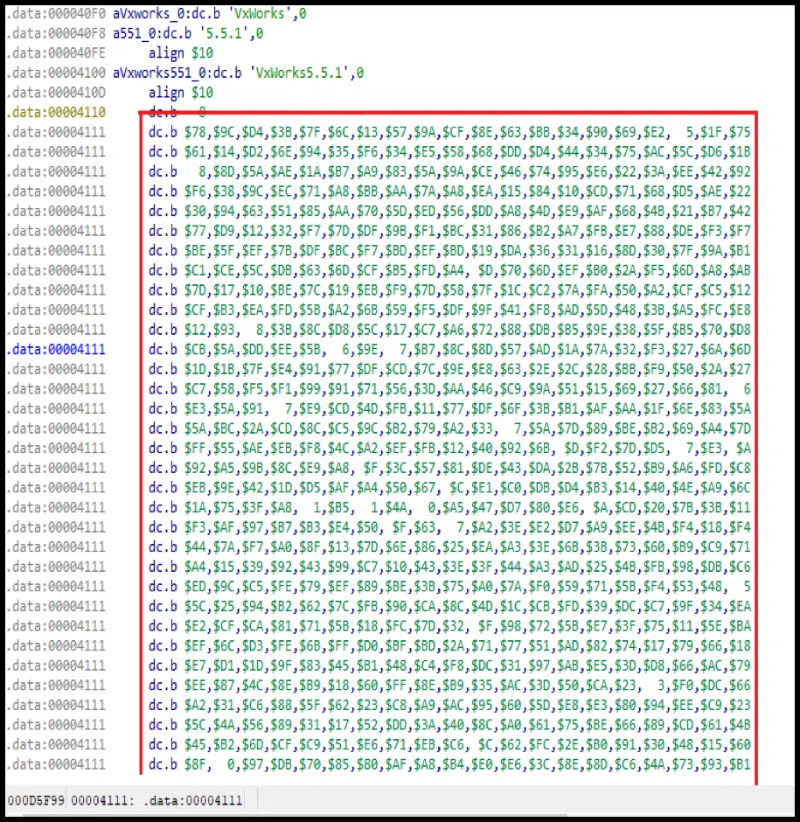 .data:000040F0 aVxworks_0:dc.b 'VxWorks',0
.data:000040F8 a551_0:dc.b '5.5.1',0
.data:000040FE align $10
.data:00004100 aVxworks551_0:dc.b 'VxWorks5.5.1',0
.data:0000410D align $10
.data:00004110 dc.b 8
.data:00004111 dc.b $78,$9C,$D4,$3B,$7F,$6C,$13,$57,$9A,$CF,$8E,$63,$BB,$34,$90,$69,$E2, 5,$1F,$75
.data:00004111 dc.b $61,$14,$D2,$6E,$94,$35,$F6,$34,$E5,$58,$68,$DD,$D4,$44,$34,$75,$AC,$5C,$D6,$1B
.data:00004111 dc.b 8,$8D,$5A,$AE,$1A,$B7,$A9,$83,$5A,$9A,$CE,$46,$74,$95,$E6,$22,$3A,$EE,$42,$92
.data:00004111 dc.b $F6,$38,$9C,$EC,$71,$A8,$BB,$AA,$7A,$A8,$EA,$15,$84,$10,$CD,$71,$68,$D5,$AE,$22
.data:00004111 dc.b $30,$94,$63,$51,$85,$AA,$70,$5D,$ED,$56,$DD,$A8,$4D,$E9,$AF,$68,$4B,$21,$B7,$42
.data:00004111 dc.b $77,$D9,$12,$32,$F7,$7D,$DF,$9B,$F1,$BC,$31,$86,$B2,$A7,$FB,$E7,$88,$DE,$F3,$F7
.data:00004111 dc.b $BE,$5F,$EF,$7B,$DF,$BC,$F7,$BD,$EF,$BD,$19,$DA,$36,$31,$16,$8D,$30,$7F,$9A,$B1
.data:00004111 dc.b $C1,$CE,$5C,$DB,$63,$6D,$CF,$B5,$FD,$A4, $D,$70,$6D,$EF,$B0,$2A,$F5,$6D,$A8,$AB
.data:00004111 dc.b $7D,$17,$10,$BE,$7C,$19,$EB,$F9,$7D,$58,$7F,$1C,$C2,$7A,$FA,$50,$A2,$CF,$C5,$12
.data:00004111 dc.b $CF,$B3,$EA,$FD,$5B,$A2,$6B,$59,$F5,$DF,$9F,$41,$F8,$AD,$5D,$48,$3B,$A5,$FC,$E8
.data:00004111 dc.b $12,$93, 8,$3B,$8C,$D8,$5C,$17,$C7,$A6,$72,$88,$DB,$B5,$9E,$38,$5F,$B5,$70,$D8
.data:00004111 dc.b $CB,$5A,$DD,$EE,$5B, 6,$9E, 7,$B7,$8C,$8D,$57,$AD,$1A,$7A,$32,$F3,$27,$6A,$6D
.data:00004111 dc.b $1D,$1B,$7F,$E4,$91,$77,$DF,$CD,$7C,$9E,$E8,$63,$2E,$2C,$28,$BB,$F9,$50,$2A,$27
.data:00004111 dc.b $C7,$58,$F5,$F1,$99,$91,$71,$56,$3D,$AA,$46,$C9,$9A,$51,$15,$69,$27,$66,$81, 6
.data:00004111 dc.b $E3,$5A,$91, 7,$E9,$CD,$4D,$FB,$11,$77,$DF,$6F,$3B,$B1,$AF,$AA,$1F,$6E,$83,$5A
.data:00004111 dc.b $5A,$BC,$2A,$CD,$C8,$C5,$9C,$B2,$79,$A2,$33, 7,$5A,$7D,$89,$BE,$B2,$69,$A4,$7D
.data:00004111 dc.b $FF,$55,$AE,$EB,$F8,$4C,$A2,$EF,$FB,$12,$40,$92,$6B, $D,$F2,$7D,$D5, 7,$E3, $A
.data:00004111 dc.b $92,$A5,$9B,$8C,$E9,$A8, $F,$3C,$57,$81,$DE,$43,$DA,$2B,$7B,$52,$B9,$A6,$FD,$C8
.data:00004111 dc.b $EB,$9E,$42,$1D,$D5,$AF,$A4,$50,$67, $C,$E1,$C0,$DB,$D4,$B3,$14,$40,$4E,$A9,$6C
.data:00004111 dc.b $1A,$75,$3F,$A8, 1,$B5, 1,$4A, 0,$A5,$47,$D7,$80,$E6, $A,$CD,$20,$7B,$3B,$11
.data:00004111 dc.b $F3,$AF,$97,$B7,$B3,$E4,$50, $F,$63, 7,$A2,$3E,$E2,$D7,$A9,$EE,$4B,$F4,$18,$F4
.data:00004111 dc.b $44,$7A,$F7,$A0,$8F,$13,$7D,$6E,$86,$25,$EA,$A3,$3E,$6B,$3B,$73,$60,$B9,$C9,$71
.data:00004111 dc.b $A4,$15,$39,$92,$43,$99,$C7,$10,$43,$3E,$3F,$44,$A3,$AD,$25,$4B,$FB,$98,$DB,$C6
.data:00004111 dc.b $ED,$9C,$C5,$FE,$79,$EF,$89,$BE,$3B,$75,$A0,$7A,$F0,$59,$71,$5B,$F4,$53,$48, 5
.data:00004111 dc.b $5C,$25,$94,$B2,$62,$7C,$FB,$90,$CA,$8C,$4D,$1C,$CB,$FD,$39,$DC,$C7,$9F,$34,$EA
.data:00004111 dc.b $E2,$CF,$CA,$81,$71,$5B,$18,$FC,$7D,$32, $F,$98,$72,$5B,$E7,$3F,$75,$11,$5E,$BA
.data:00004111 dc.b $EF,$6C,$D3,$FE,$6B,$FF,$D0,$BF,$BD,$2A,$71,$77,$51,$AD,$82,$74,$17,$79,$66,$18
.data:00004111 dc.b $E7,$D1,$1D,$9F,$83,$45,$B1,$48,$C4,$F8,$DC,$31,$97,$AB,$E5,$3D,$D8,$66,$AC,$79
.data:00004111 dc.b $EE,$87,$4C,$8E,$B9,$18,$60,$FF,$8E,$B9,$35,$AC,$3D,$50,$CA,$23, 3,$F0,$DC,$66
.data:00004111 dc.b $A2,$31,$C6,$88,$5F,$62,$23,$C8,$A9,$AC,$95,$60,$5D,$E8,$E3,$80,$94,$EE,$C9,$23
.data:00004111 dc.b $5C,$4A,$56,$89,$31,$17,$52,$DD,$3A,$40,$8C,$A0,$61,$75,$BE,$66,$89,$CD,$61,$4B
.data:00004111 dc.b $45,$B2,$6D,$CF,$C9,$51,$E6,$71,$EB,$C6, $C,$62,$FC,$2E,$B0,$91,$30,$48,$15,$60
.data:00004111 dc.b $8F, 0,$97,$DB,$70,$85,$80,$AF,$A8,$B4,$E0,$E6,$3C,$8E,$8D,$C6,$4A,$73,$93,$B1
000D5F99 00004111: .data:00004111